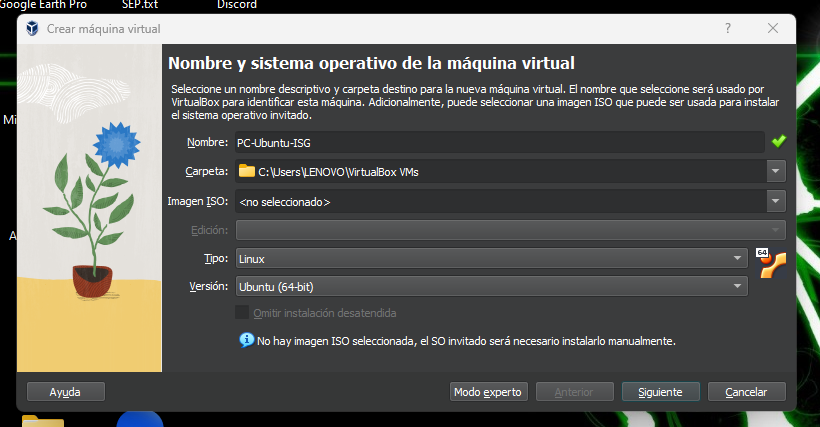 Google Earth Pro SEP.txt Discord
Crear máquina virtual ?
Nombre y sistema operativo de la máquina virtual
Seleccione un nombre descriptivo y carpeta destino para la nueva máquina virtual. El nombre que seleccione será usado por
VirtualBox para identificar esta máquina. Adicionalmente, puede seleccionar una imagen ISO que puede ser usada para instalar
el sistema operativo invitado.
Nombre: PC-Ubuntu-ISG
Carpeta: C:\Users\LENOVO\VirtualBox VMs
Imagen ISO: <no seleccionado>
Edición:
Tipo: Linux
64
Versión: Ubuntu (64-bit)
Omitir instalación desatendida
No hay imagen ISO seleccionada, el SO invitado será necesario instalarlo manualmente.
Ayuda Modo experto Anterior Siguiente Cancelar